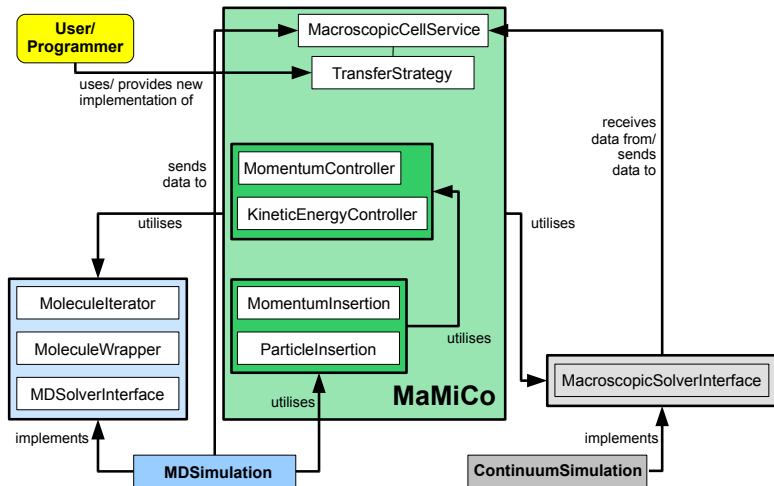 User/
Programmer
MacroscopicCellService
TransferStrategy
uses/ provides new
implementation of
receives
data from/
sends
data to
sends
data to
MomentumController
KineticEnergyController
utilises
utilises
MoleculeIterator
MoleculeWrapper
MDSolverInterface
MomentumInsertion
ParticleInsertion
utilises
MacroscopicSolverInterface
MaMiCo
utilises
implements
implements
MDSimulation
ContinuumSimulation